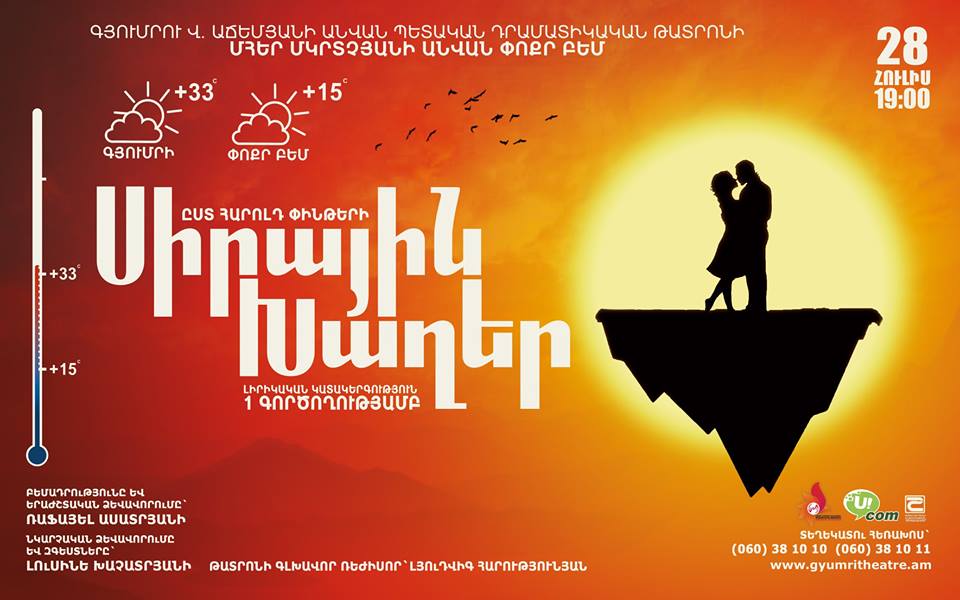 ԳՅՈՒՄՐՈՒ Վ. ԱՃԵՄՅԱՆԻ ԱՆՎԱՆ ՊԵՏԱԿԱՆ ԴՐԱՄԱՏԻԿԱԿԱՆ ԹԱՏՐՈՆԻ
ՄՀԵՐ ՄԿՐՏՉՅԱՆԻ ԱՆՎԱՆ ՓՈՔՐ ԲԵՄ
28
ՀՈՒԼԻՍ
19:00
+33 C
ԳՅՈՒՄՐԻ
+15 C
ՓՈՔՐ ԲԵՄ
ԸՍՏ ՀԱՐՈԼԴ ՓԻՆԹԵՐԻ
Սիրային
Խաղեր
ԼԻՐԻԿԱԿԱՆ ԿԱՏԱԿԵՐԳՈՒԹՅՈՒՆ
1 ԳՈՐԾՈՂՈՒԹՅԱՄԲ
+33 C
+15 C
ԲԵՄԱԴՐՈՒԹՅՈՒՆԸ ԵՎ
ԵՐԱԺՇՏԱԿԱՆ ՁԵՎԱՎՈՐՈՒՄԸ՝
ՌԱՖԱՅԵԼ ԱՍԱՏՐՅԱՆԻ
ՆԿԱՐՉԱԿԱՆ ՁԵՎԱՎՈՐՈՒՄԸ
ԵՎ ԶԳԵՍՏՆԵՐԸ՝
ԼՈՒՍԻՆԵ ԽԱՉԱՏՐՅԱՆԻ
ԹԱՏՐՈՆԻ ԳԼԽԱՎՈՐ ՌԵԺԻՍՈՐ՝ ԼՅՈՒԴՎԻԳ ՀԱՐՈՒԹՅՈՒՆՅԱՆ
U!com
ՏԵՂԵԿԱՏՈՒ ՀԵՌԱԽՈՍ՝
(060) 38 10 10 (060) 38 10 11
www.gyumritheatre.am